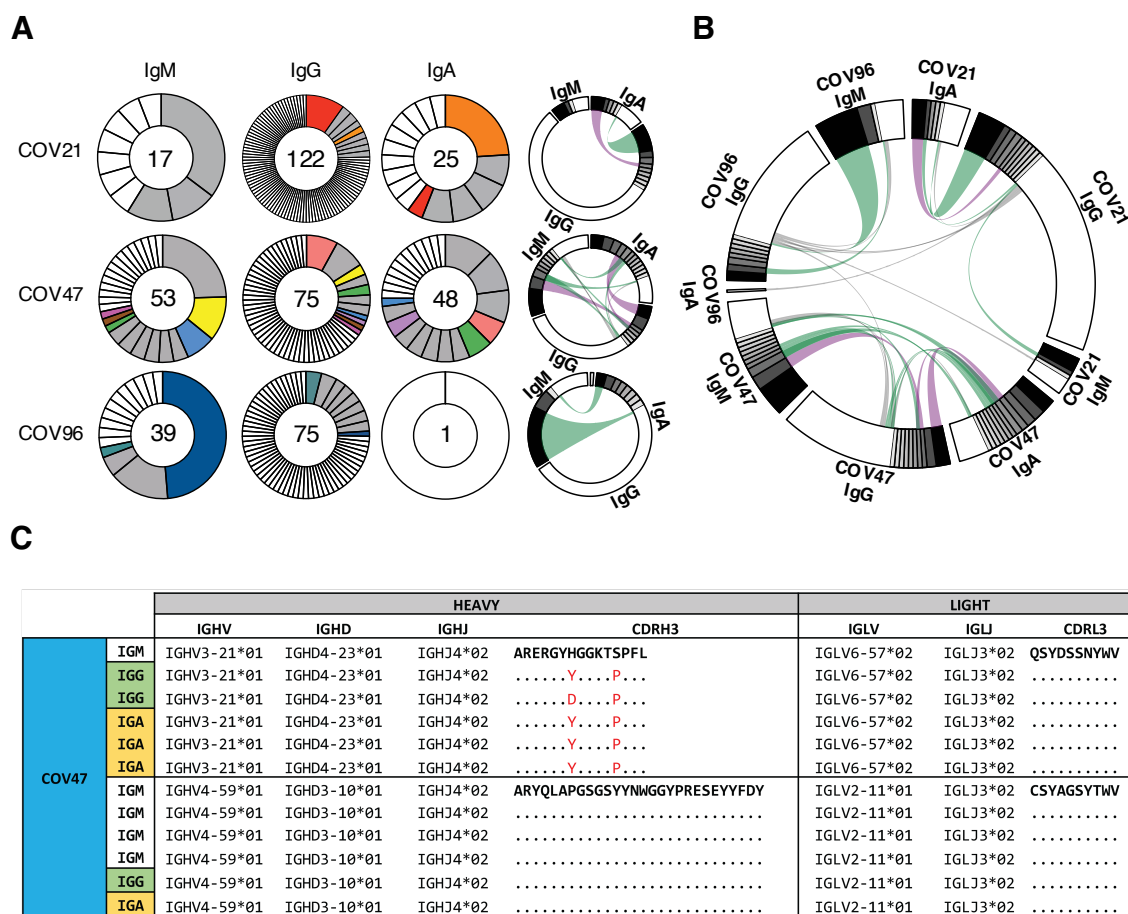 A
B
IgM IgG IgA
COV21 17 122 25
IgM IgA
IgG
COV47 53 75 48
IgM IgA
IgG
COV96 39 75 1
IgM IgA
IgG
COV96 IgM
COV21 IgA
COV96 IgG
COV21 IgG
COV96 IgA
COV21 IgM
COV47 IgM
COV47 IgA
COV47 IgG
C
HEAVY LIGHT
IGHV IGHD IGHJ CDRH3 IGLV IGLJ CDRL3
COV47
IGM IGHV3-21*01 IGHD4-23*01 IGHJ4*02 ARERGYHGGKTSPFL IGLV6-57*02 IGLJ3*02 QSYDSSNYWV
IGG IGHV3-21*01 IGHD4-23*01 IGHJ4*02 ......Y....P... IGLV6-57*02 IGLJ3*02 ..........
IGG IGHV3-21*01 IGHD4-23*01 IGHJ4*02 ......D....P... IGLV6-57*02 IGLJ3*02 ..........
IGA IGHV3-21*01 IGHD4-23*01 IGHJ4*02 ......Y....P... IGLV6-57*02 IGLJ3*02 ..........
IGA IGHV3-21*01 IGHD4-23*01 IGHJ4*02 ......Y....P... IGLV6-57*02 IGLJ3*02 ..........
IGA IGHV3-21*01 IGHD4-23*01 IGHJ4*02 ......Y....P... IGLV6-57*02 IGLJ3*02 ..........
IGM IGHV4-59*01 IGHD3-10*01 IGHJ4*02 ARYQLAPGSGSYYNWGGYPRESEYYFDY IGLV2-11*01 IGLJ3*02 CSYAGSYTWV
IGM IGHV4-59*01 IGHD3-10*01 IGHJ4*02 ............................ IGLV2-11*01 IGLJ3*02 ..........
IGM IGHV4-59*01 IGHD3-10*01 IGHJ4*02 ............................ IGLV2-11*01 IGLJ3*02 ..........
IGM IGHV4-59*01 IGHD3-10*01 IGHJ4*02 ............................ IGLV2-11*01 IGLJ3*02 ..........
IGG IGHV4-59*01 IGHD3-10*01 IGHJ4*02 ............................ IGLV2-11*01 IGLJ3*02 ..........
IGA IGHV4-59*01 IGHD3-10*01 IGHJ4*02 ............................ IGLV2-11*01 IGLJ3*02 ..........